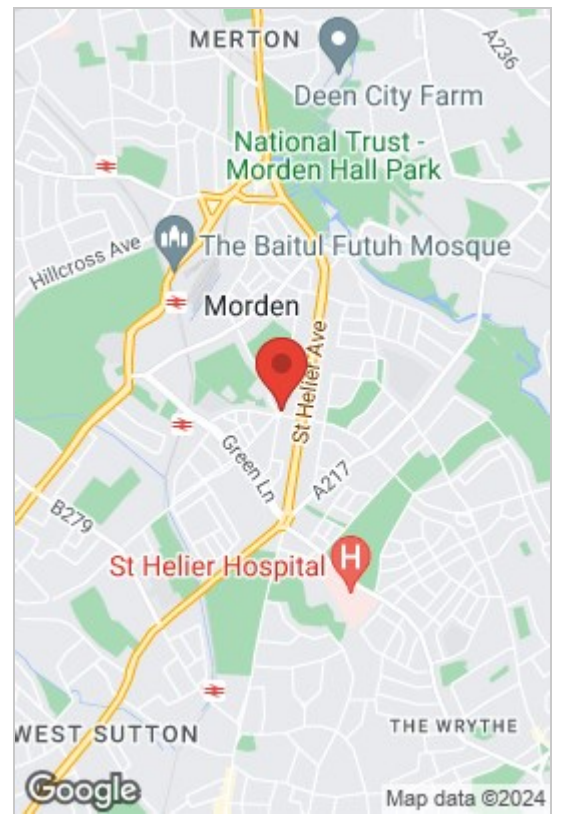 MERTON
A236
Deen City Farm
National Trust -
Morden Hall Park
Hillcross Ave
The Baitul Futuh Mosque
Morden
St Helier Ave
Green Ln
A217
B279
St Helier Hospital
H
WEST SUTTON
THE WRYTHE
Google
Map data ©2024